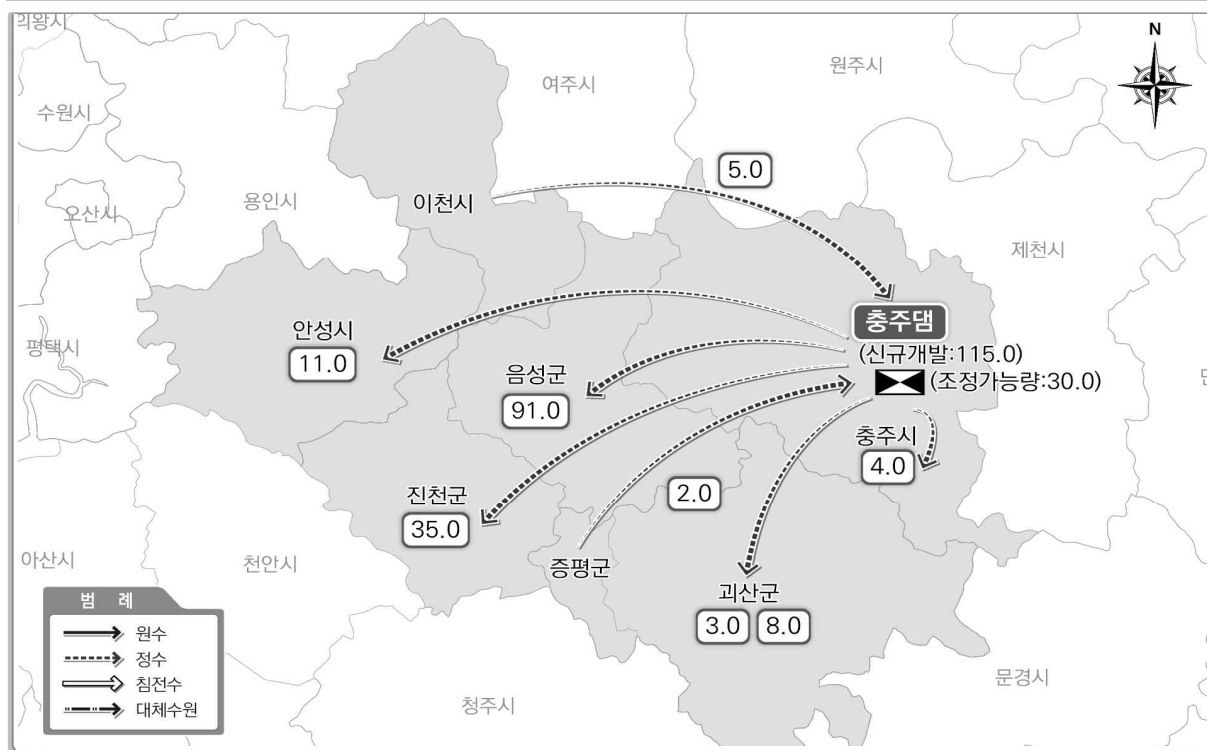 의왕시
N
여주시
원주시
수원시
5.0
이천시
용인시
오산시
제천시
충주댐
안성시
(신규개발:115.0)
평택시
11.0
음성군
(조정가능량:30.0)
91.0
충주시
4.0
진천군
2.0
35.0
아산시
천안시
증평군
괴산군
범 례
3.0 8.0
원수
정수
침전수
문경시
대체수원
청주시